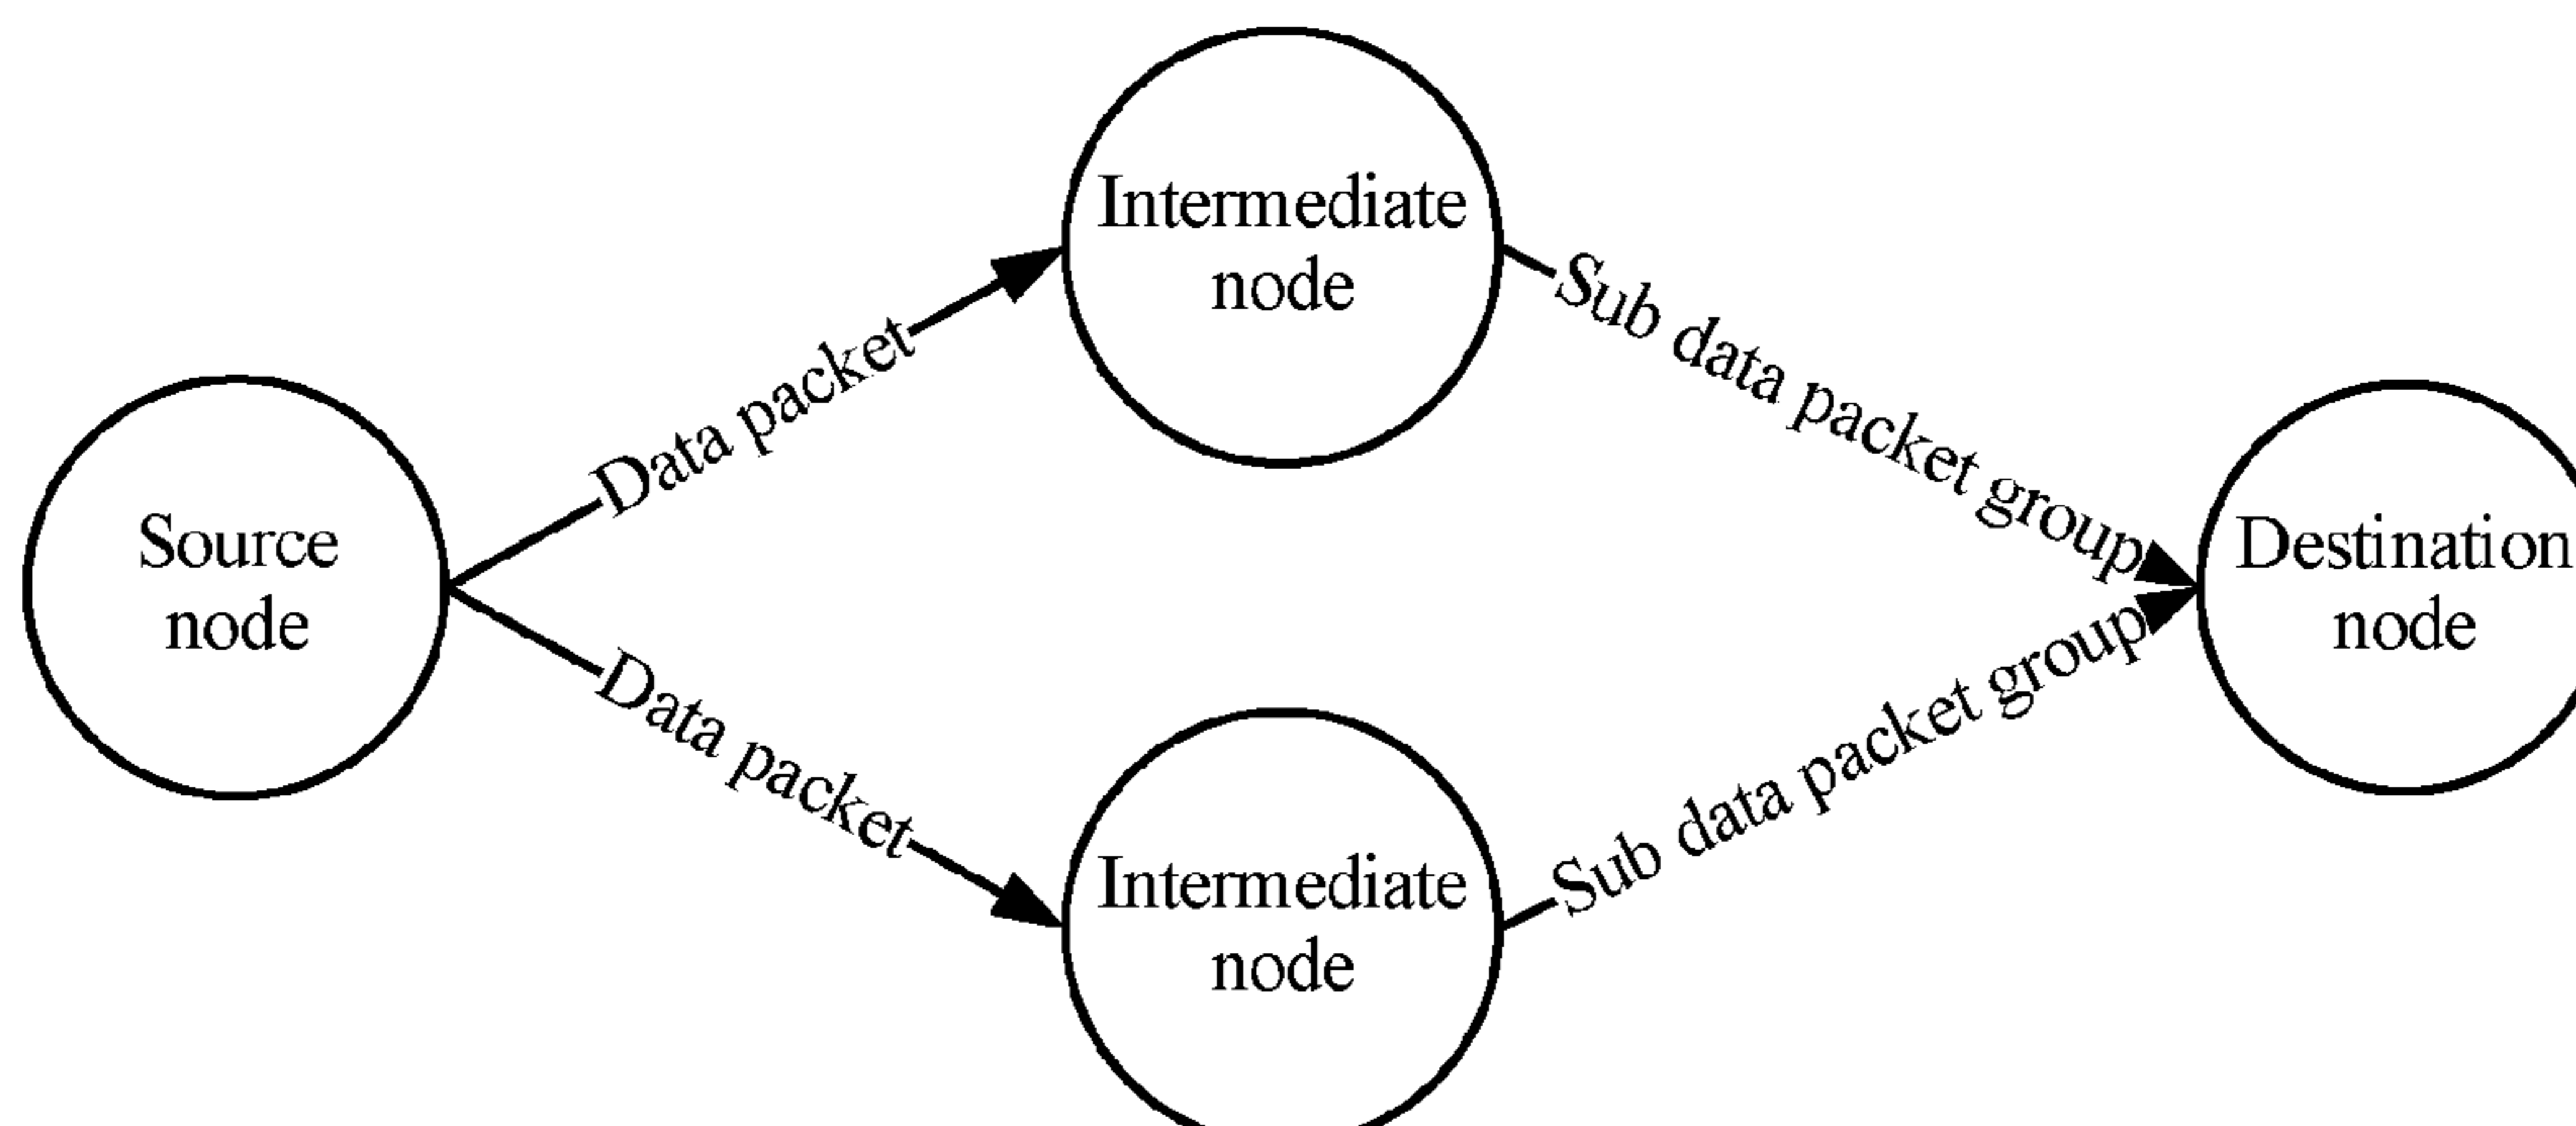 Intermediate
node
Data packet
Sub data packet group
Source
node
Destination
node
Data packet
Sub data packet group
Intermediate
node